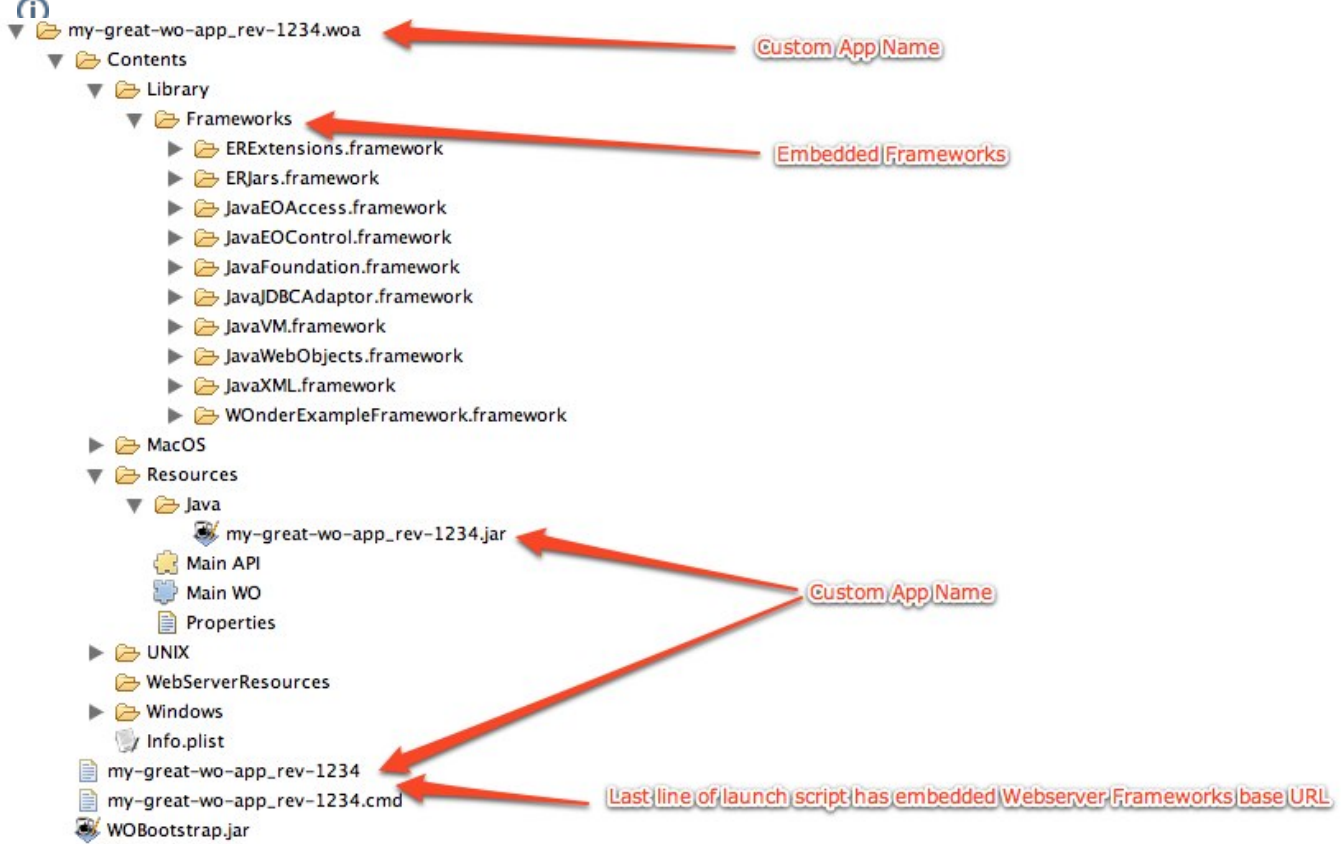 my-great-wo-app_rev-1234.woa
Custom App Name
Contents
Library
Frameworks
Embedded Frameworks
ERExtensions.framework
ERJars.framework
JavaEOAccess.framework
JavaEOControl.framework
JavaFoundation.framework
JavaJDBCAdaptor.framework
JavaVM.framework
JavaWebObjects.framework
JavaXML.framework
WOnderExampleFramework.framework
MacOS
Resources
Java
my-great-wo-app_rev-1234.jar
Main API
Main WO
Custom App Name
Properties
UNIX
WebServerResources
Windows
Info.plist
my-great-wo-app_rev-1234
my-great-wo-app_rev-1234.cmd
Last line of launch script has embedded Webserver Frameworks base URL
WOBootstrap.jar